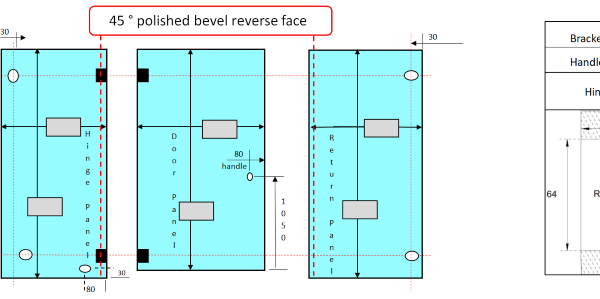 45 ° polished bevel reverse face
30
30
Bracke
Handle
Hin
Hinge Panel
Door Panel
Return Panel
80
handle
1050
64
R
30
80